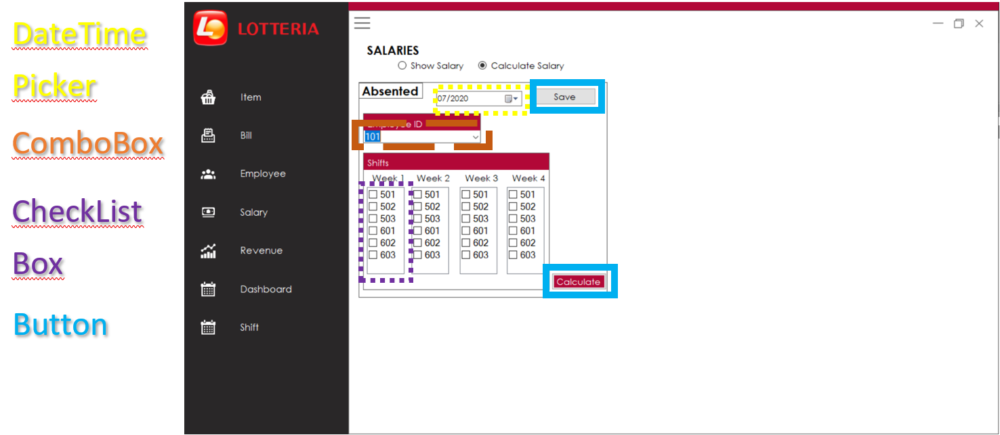 DateTime
Picker
ComboBox
CheckList
Box
Button
LOTTERIA
Item
Bill
Employee
Salary
Revenue
Dashboard
Shift
SALARIES
Show Salary Calculate Salary
Absented
07/2020
Save
Employee ID
101
Shifts
Week 1 Week 2 Week 3 Week 4
501 501 501 501
502 502 502 502
503 503 503 503
601 601 601 601
602 602 602 602
603 603 603 603
Calculate